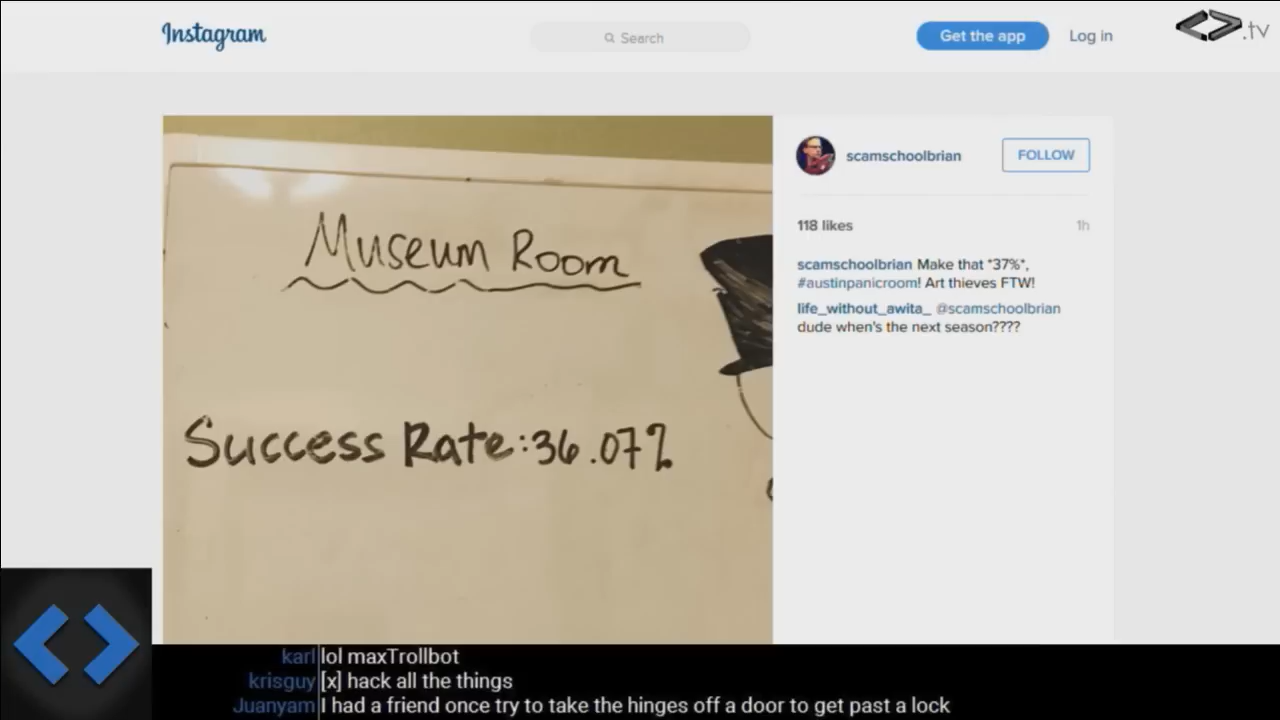 Instagram
Search
Get the app
Log in
.tv
Museum Room
Success Rate:36.07%
scamschoolbrian
FOLLOW
118 likes
1h
scamschoolbrian Make that *37%*,
#austinpanicroom! Art thieves FTW!
life_without_awita_ @scamschoolbrian
dude when's the next season????
karl lol maxTrollbot
krisguy [x] hack all the things
Juanyam I had a friend once try to take the hinges off a door to get past a lock